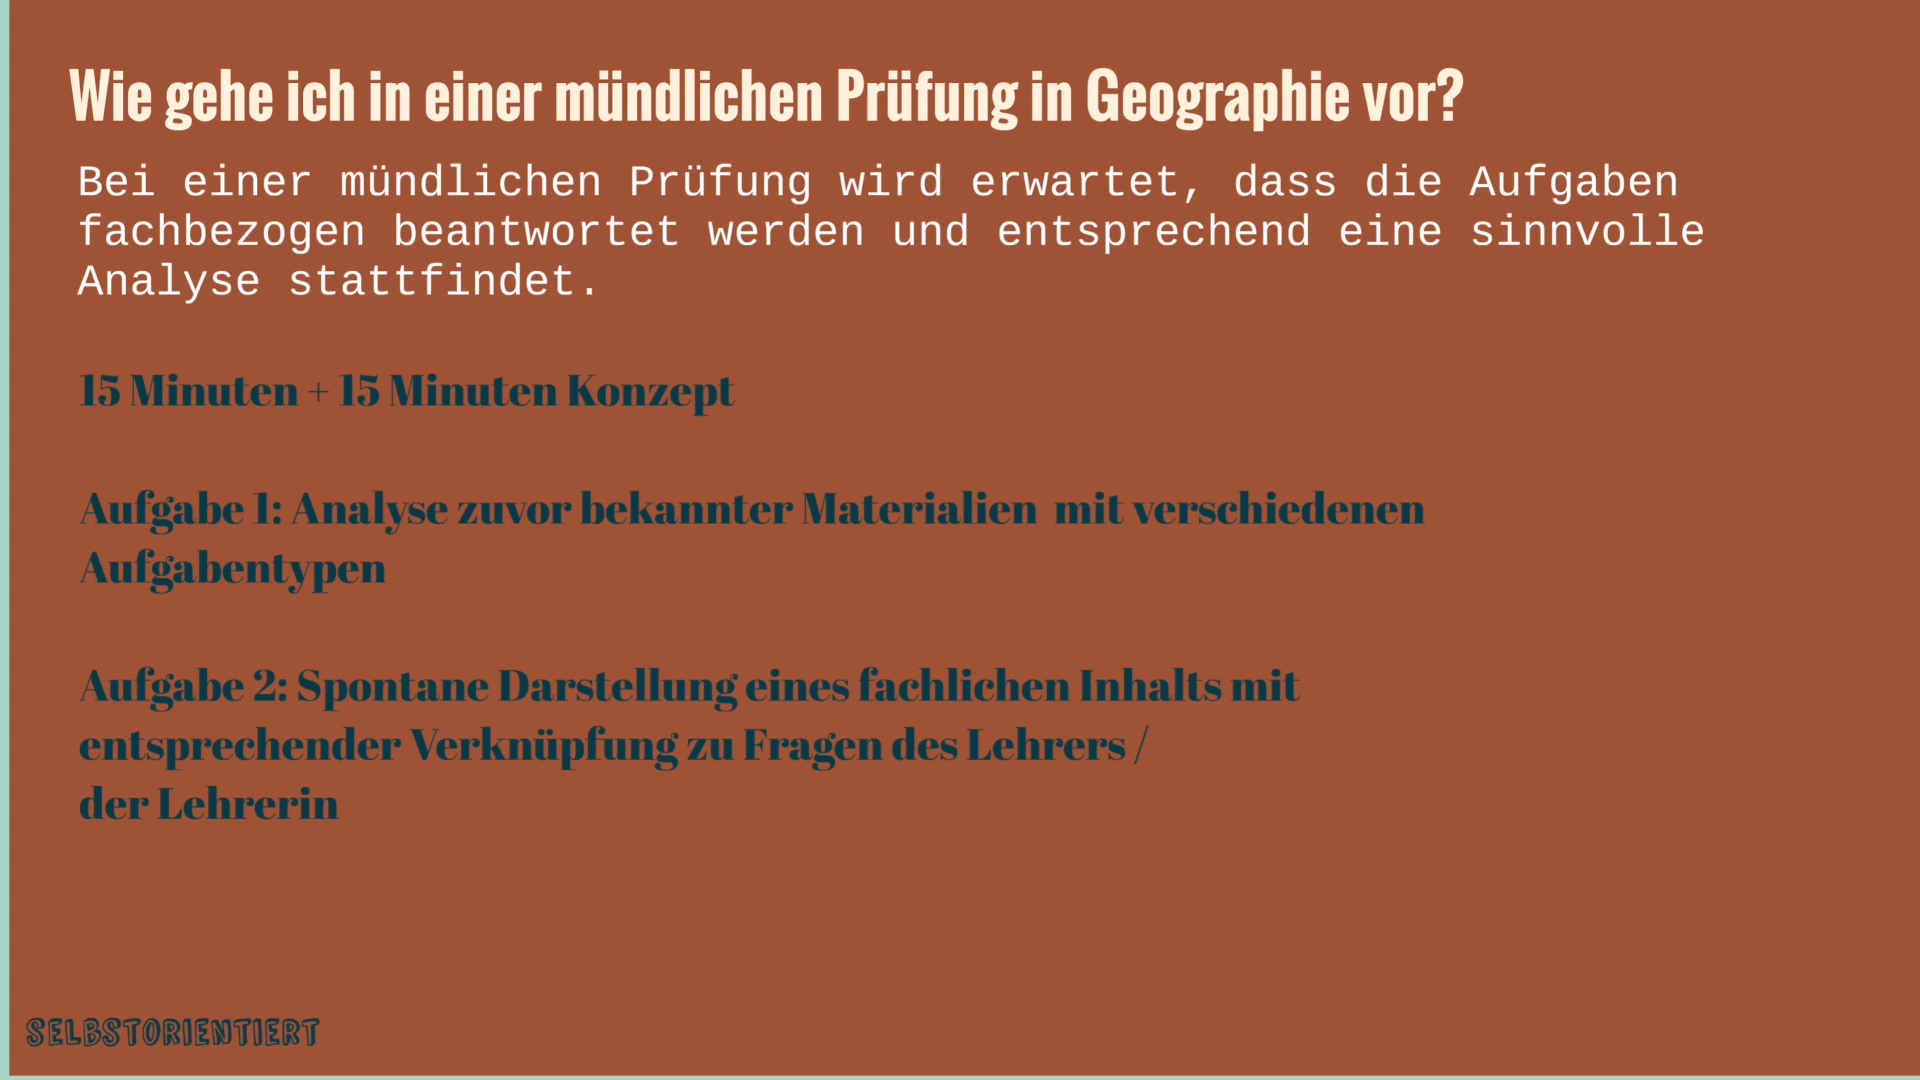 Wie gehe ich in einer mündlichen Prüfung in Geographie vor?
Bei einer mündlichen Prüfung wird erwartet, dass die Aufgaben
fachbezogen beantwortet werden und entsprechend eine sinnvolle
Analyse stattfindet.
15 Minuten + 15 Minuten Konzept
Aufgabe 1: Analyse zuvor bekannter Materialien  mit verschiedenen
Aufgabentypen
Aufgabe 2: Spontane Darstellung eines fachlichen Inhalts mit
entsprechender Verknüpfung zu Fragen des Lehrers /
der Lehrerin
SELBSTORIENTIERT